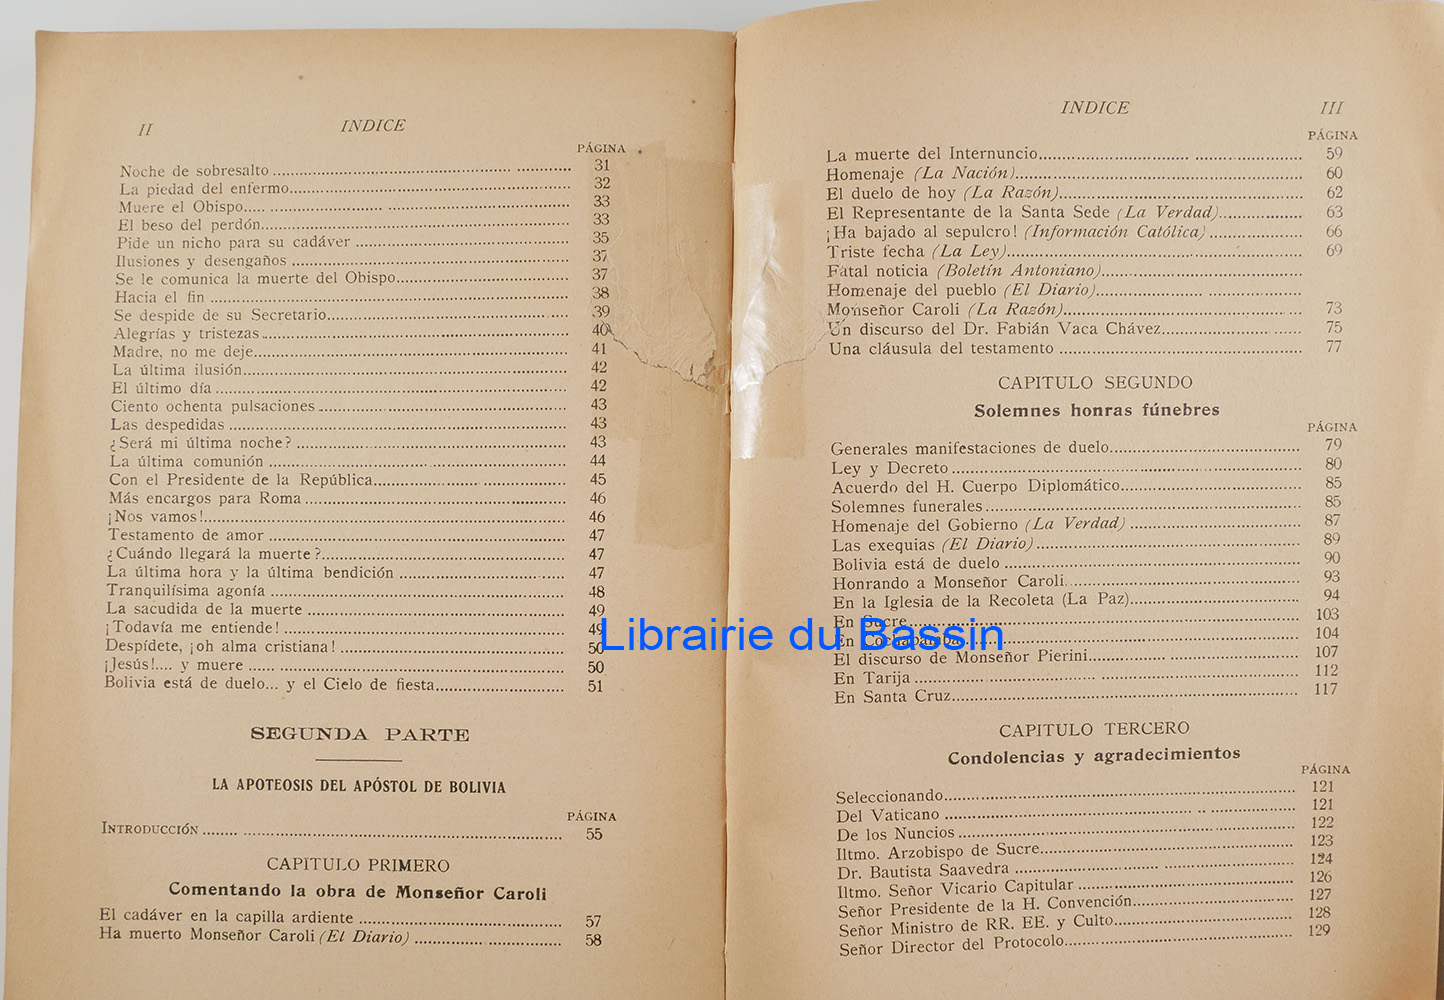 II INDICE
PÁGINA
Noche de sobresalto 31
La piedad del enfermo 32
Muere el Obispo 33
El beso del perdón 33
Pide un nicho para su cadáver 35
Ilusiones y desengaños 37
Se le comunica la muerte del Obispo 37
Hacia el fin 38
Se despide de su Secretario 39
Alegrías y tristezas 40
Madre, no me deje 41
La última ilusión 42
El último día 42
Ciento ochenta pulsaciones 43
Las despedidas 43
¿Será mi última noche? 43
La última comunión 44
Con el Presidente de la República 45
Más encargos para Roma 46
¡Nos vamos! 46
Testamento de amor 47
¿Cuándo llegará la muerte? 47
La última hora y la última bendición 47
Tranquilísima agonía 48
La sacudida de la muerte 49
¡Todavía me entiende! 49
Despídete, ¡oh alma cristiana! 50
¡Jesús!.... y muere 50
Bolivia está de duelo... y el Cielo de fiesta 51
SEGUNDA PARTE
LA APOTEOSIS DEL APÓSTOL DE BOLIVIA
PÁGINA
INTRODUCCIÓN 55
CAPITULO PRIMERO
Comentando la obra de Monseñor Caroli
El cadáver en la capilla ardiente 57
Ha muerto Monseñor Caroli (El Diario) 58
INDICE III
PÁGINA
La muerte del Internuncio 59
Homenaje (La Nación) 60
El duelo de hoy (La Razón) 62
El Representante de la Santa Sede (La Verdad) 63
¡Ha bajado al sepulcro! (Información Católica) 66
Triste fecha (La Ley) 69
Fatal noticia (Boletín Antoniano)
Homenaje del pueblo (El Diario)
Monseñor Caroli (La Razón) 73
Un discurso del Dr. Fabián Vaca Chávez 75
Una cláusula del testamento 77
CAPITULO SEGUNDO
Solemnes honras fúnebres
PÁGINA
Generales manifestaciones de duelo 79
Ley y Decreto 80
Acuerdo del H. Cuerpo Diplomático 85
Solemnes funerales 85
Homenaje del Gobierno (La Verdad) 87
Las exequias (El Diario) 89
Bolivia está de duelo 90
Honrando a Monseñor Caroli 93
En la Iglesia de la Recoleta (La Paz) 94
En Sucre 103
En Cochabamba 104
El discurso de Monseñor Pierini 107
En Tarija 112
En Santa Cruz 117
CAPITULO TERCERO
Condolencias y agradecimientos
PÁGINA
Seleccionando 121
Del Vaticano 121
De los Nuncios 122
Iltmo. Arzobispo de Sucre 123
Dr. Bautista Saavedra 124
Iltmo. Señor Vicario Capitular 126
Señor Presidente de la H. Convención 127
Señor Ministro de RR. EE. y Culto 128
Señor Director del Protocolo 129
Librairie du Bassin